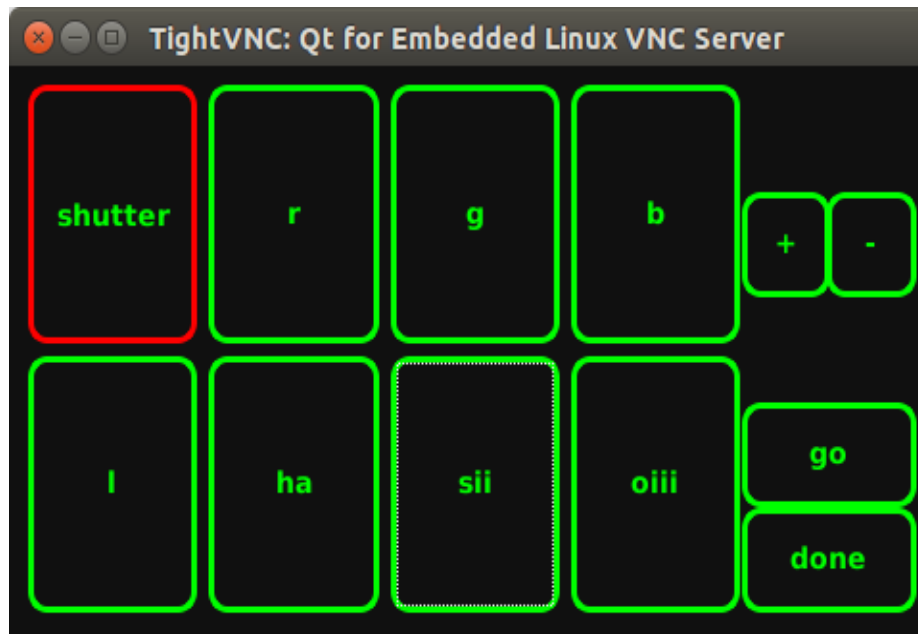 TightVNC: Qt for Embedded Linux VNC Server
shutter r g b + -
l ha sii oiii go
done